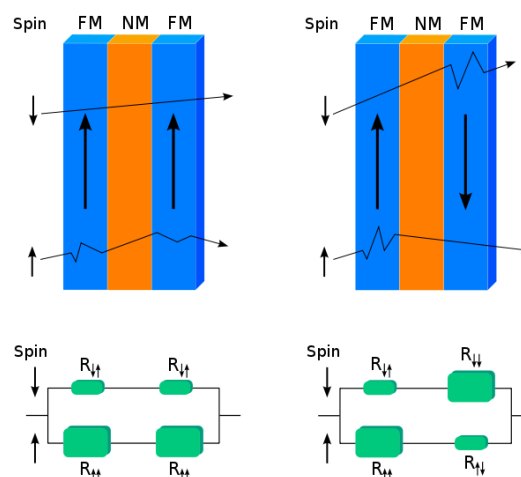 Spin FM NM FM
Spin FM NM FM
Spin
R↓↑ R↓↑
R↑↑ R↑↑
Spin
R↓↑ R↓↓
R↑↑ R↑↓